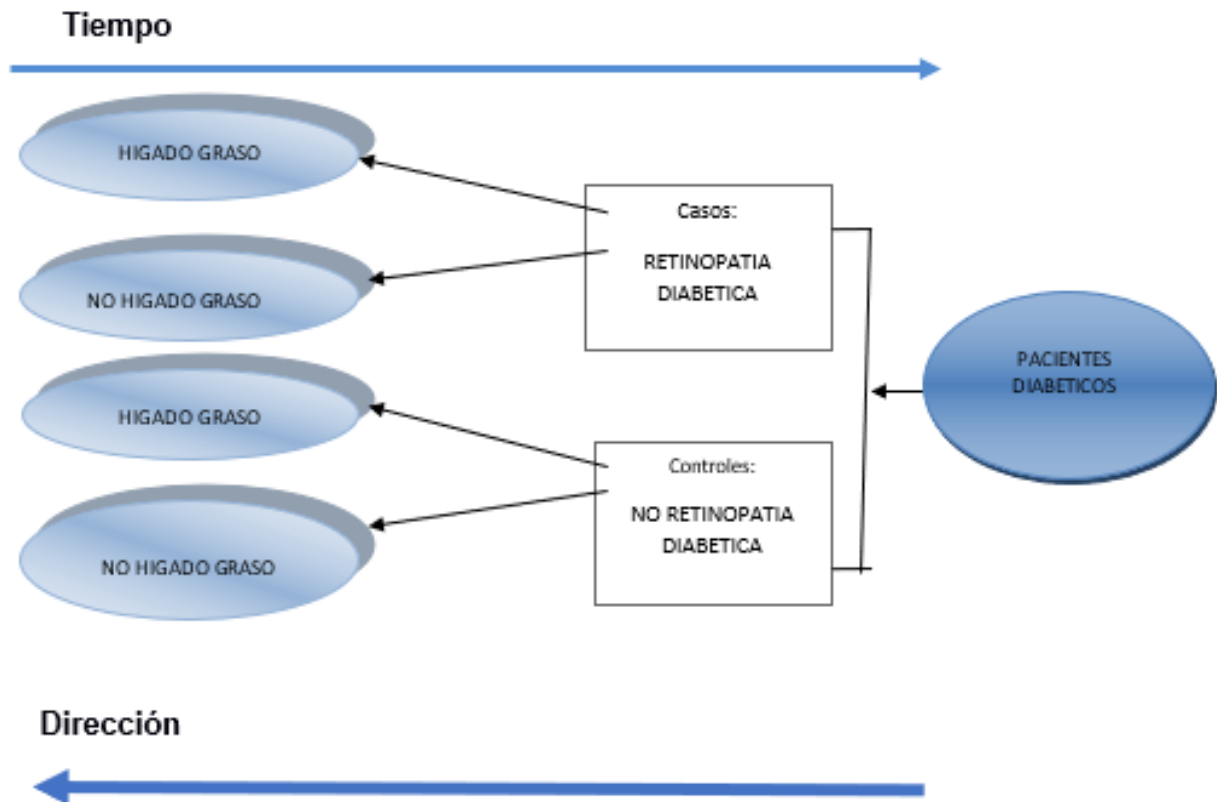 Tiempo
HIGADO GRASO
NO HIGADO GRASO
HIGADO GRASO
NO HIGADO GRASO
Casos:
RETINOPATIA
DIABETICA
Controles:
NO RETINOPATIA
DIABETICA
PACIENTES
DIABETICOS
Dirección